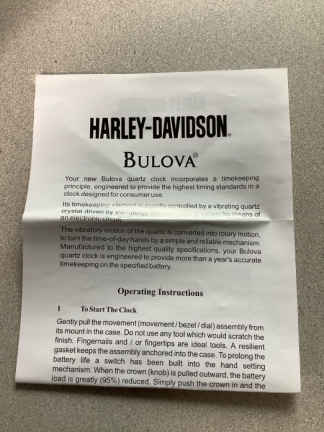 HARLEY-DAVIDSON®
BULOVA®
Your new Bulova quartz clock incorporates a timekeeping
principle, engineered to provide the highest timing standards in a
clock designed for consumer use.
Its timekeeping element is controlled by a vibrating quartz
crystal driven by means of
an electronic circuit.
The vibratory motion of the quartz is converted into rotary motion,
to turn the time-of-day hands by a simple and reliable mechanism.
Manufactured to the highest quality specifications, your Bulova
quartz clock is engineered to provide more than a year's accurate
timekeeping on the specified battery.
Operating Instructions
1 To Start The Clock
Gently pull the movement (movement / bezel / dial) assembly from
its mount in the case. Do not use any tool which would scratch the
finish. Fingernails and / or fingertips are ideal tools. A resilient
gasket keeps the assembly anchored into the case. To prolong the
battery life a switch has been built into the hand setting
mechanism. When the crown (knob) is pulled outward, the battery
load is greatly (95%) reduced. Simply push the crown in and the